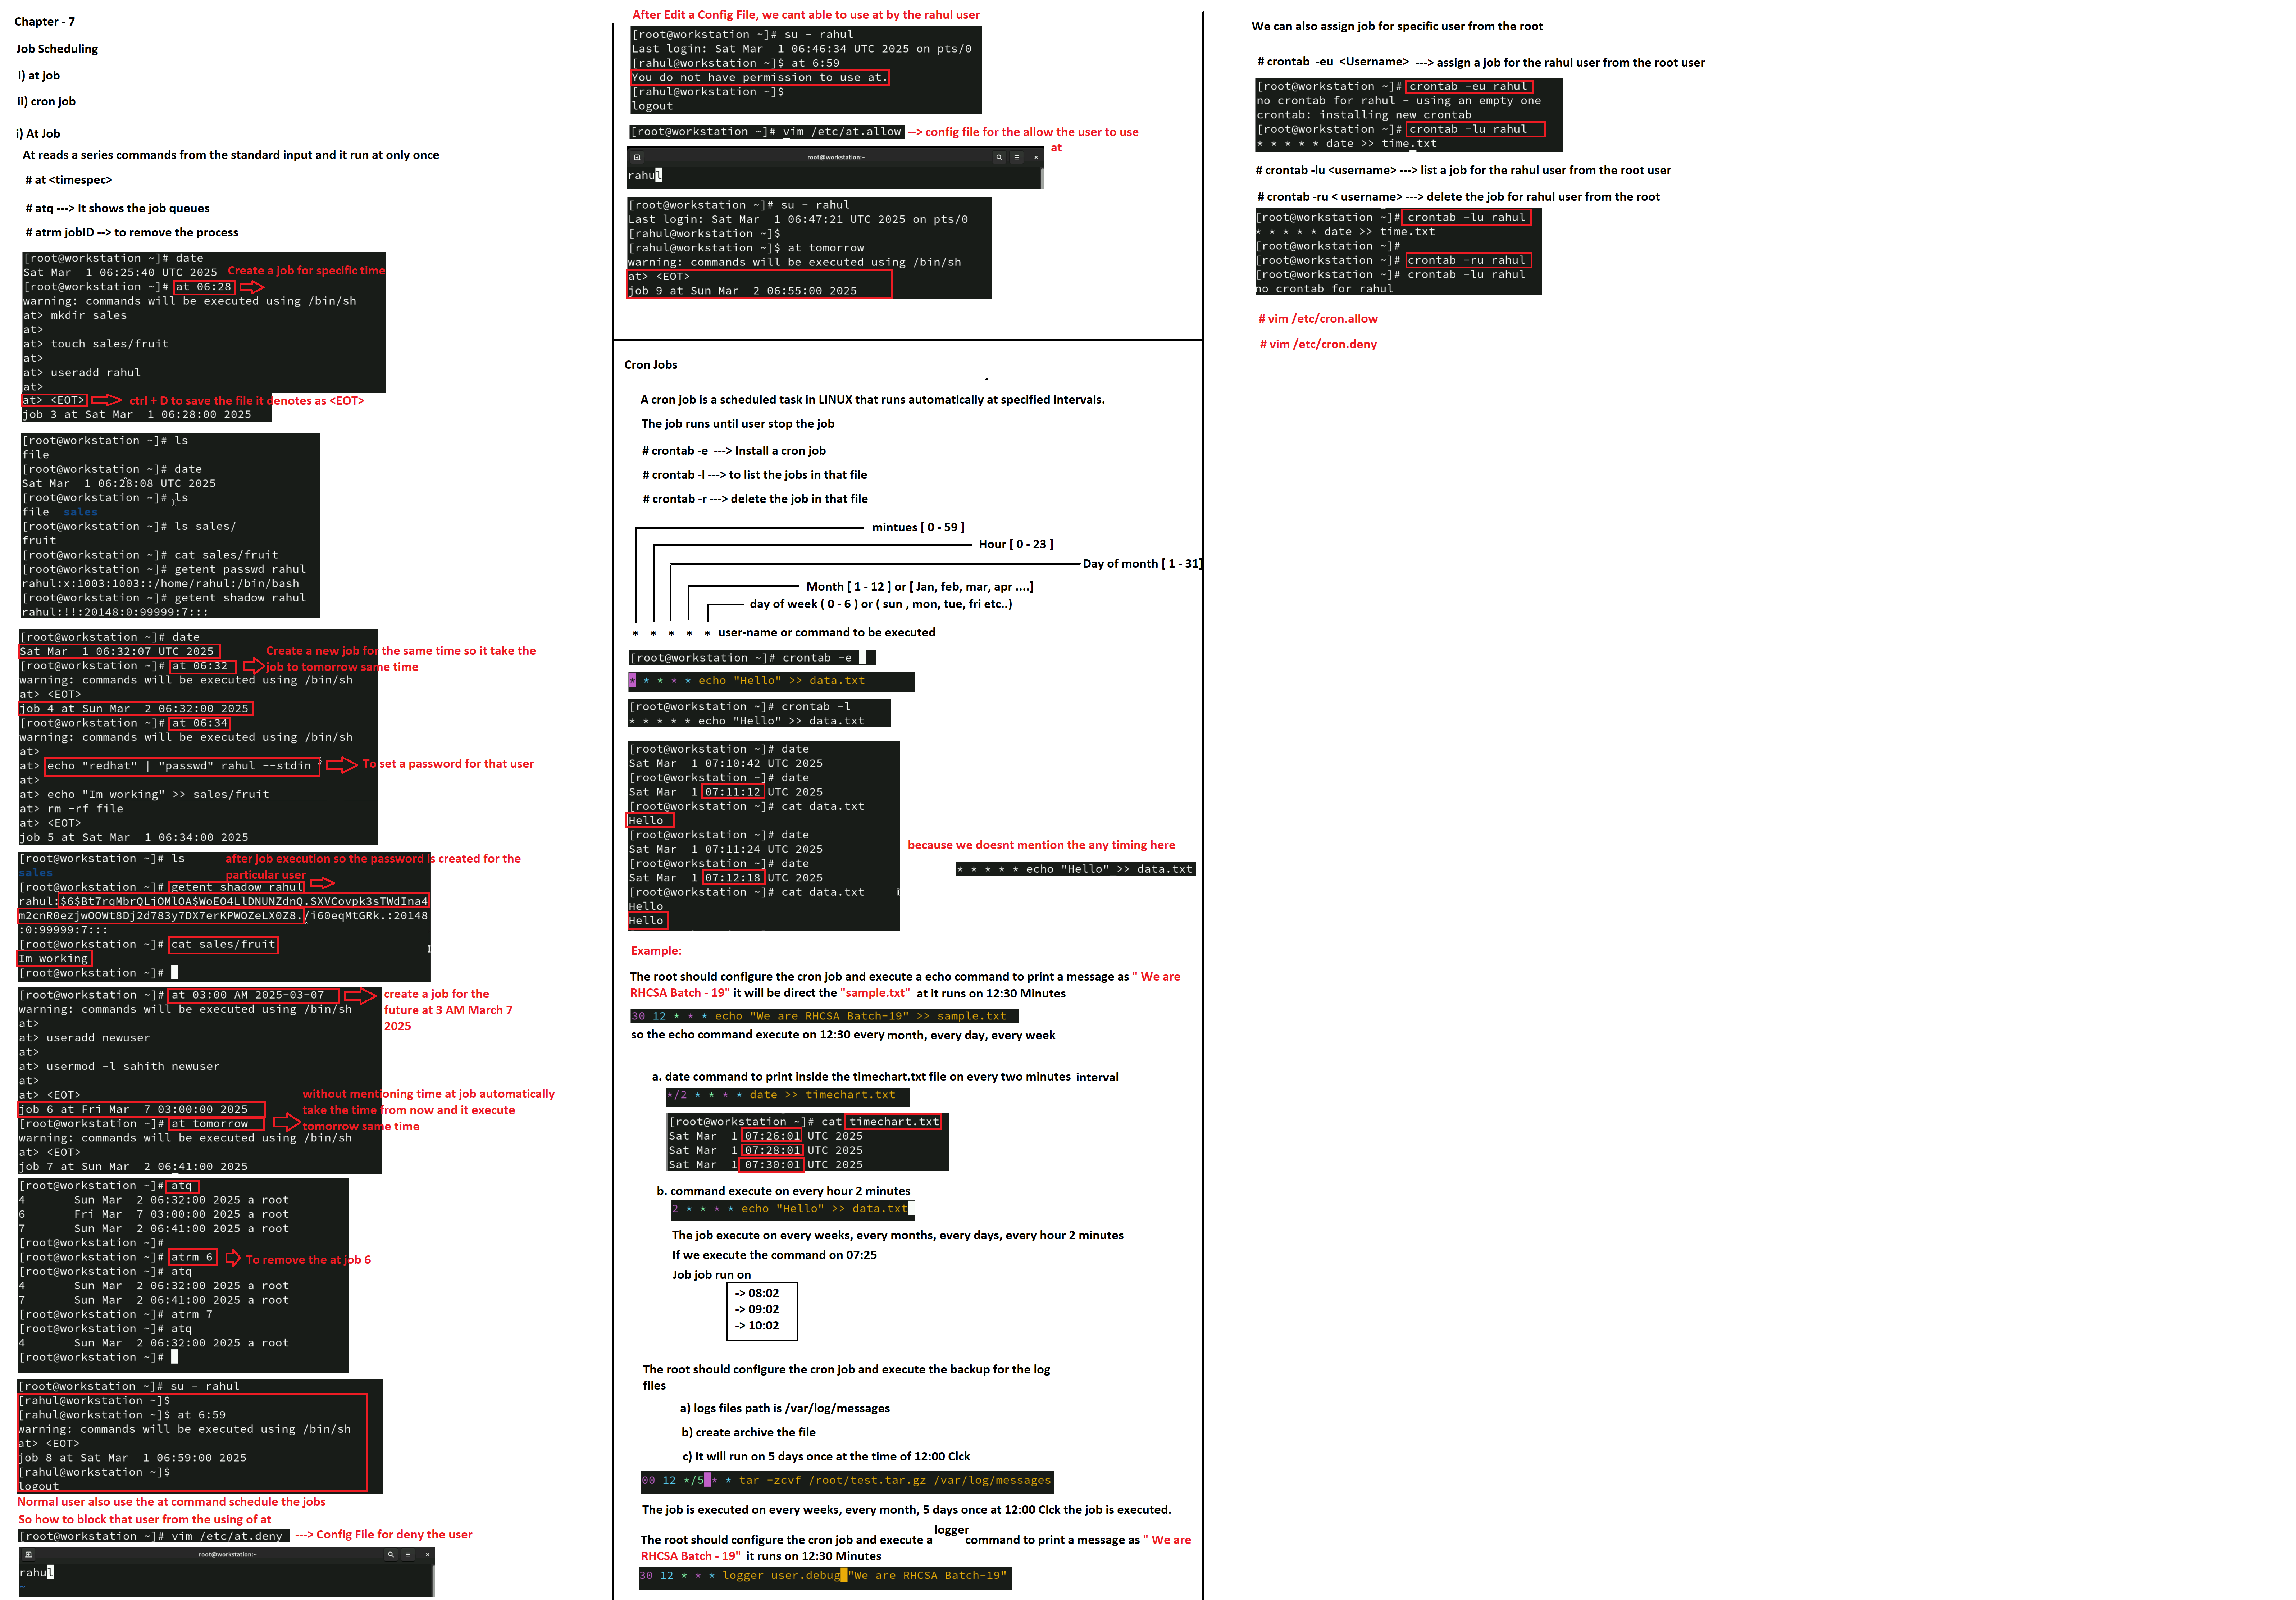 Chapter - 7
Job Scheduling
i) at job
ii) cron job
i) At Job
At reads a series commands from the standard input and it run at only once
# at <timespec>
# atq ---> It shows the job queues
# atrm jobID --> to remove the process
[root@workstation ~]# date
Sat Mar  1 06:25:40 UTC 2025
Create a job for specific time
[root@workstation ~]# at 06:28
warning: commands will be executed using /bin/sh
at> mkdir sales
at>
at> touch sales/fruit
at>
at> useradd rahul
at>
at> <EOT>
ctrl + D to save the file it denotes as <EOT>
job 3 at Sat Mar  1 06:28:00 2025
[root@workstation ~]# ls
file
[root@workstation ~]# date
Sat Mar  1 06:28:08 UTC 2025
[root@workstation ~]# ls
file  sales
[root@workstation ~]# ls sales/
fruit
[root@workstation ~]# cat sales/fruit
[root@workstation ~]# getent passwd rahul
rahul:x:1003:1003::/home/rahul:/bin/bash
[root@workstation ~]# getent shadow rahul
rahul:!!:20148:0:99999:7:::
[root@workstation ~]# date
Sat Mar  1 06:32:07 UTC 2025
Create a new job for the same time so it take the
job to tomorrow same time
[root@workstation ~]# at 06:32
warning: commands will be executed using /bin/sh
at> <EOT>
job 4 at Sun Mar  2 06:32:00 2025
[root@workstation ~]# at 06:34
warning: commands will be executed using /bin/sh
at>
at> echo "redhat" | "passwd" rahul --stdin
To set a password for that user
at>
at> echo "Im working" >> sales/fruit
at> rm -rf file
at> <EOT>
job 5 at Sat Mar  1 06:34:00 2025
[root@workstation ~]# ls
after job execution so the password is created for the
particular user
sales
[root@workstation ~]# getent shadow rahul
rahul:$6$Bt7rqMbrQLjOMlOA$WoEO4LlDNUNZdnQ.SXVCovpk3sTWdIna4
m2cnR0ezjwOOWt8Dj2d783y7DX7erKPWOZeLX0Z8./i60eqMtGRk.:20148
:0:99999:7:::
[root@workstation ~]# cat sales/fruit
Im working
[root@workstation ~]#
[root@workstation ~]# at 03:00 AM 2025-03-07
create a job for the
future at 3 AM March 7
2025
warning: commands will be executed using /bin/sh
at>
at> useradd newuser
at>
at> usermod -l sahith newuser
at>
at> <EOT>
job 6 at Fri Mar  7 03:00:00 2025
[root@workstation ~]# at tomorrow
without mentioning time at job automatically
take the time from now and it execute
tomorrow same time
warning: commands will be executed using /bin/sh
at> <EOT>
job 7 at Sun Mar  2 06:41:00 2025
[root@workstation ~]# atq
4       Sun Mar  2 06:32:00 2025 a root
6       Fri Mar  7 03:00:00 2025 a root
7       Sun Mar  2 06:41:00 2025 a root
[root@workstation ~]#
[root@workstation ~]# atrm 6
To remove the at job 6
[root@workstation ~]# atq
4       Sun Mar  2 06:32:00 2025 a root
7       Sun Mar  2 06:41:00 2025 a root
[root@workstation ~]# atrm 7
[root@workstation ~]# atq
4       Sun Mar  2 06:32:00 2025 a root
[root@workstation ~]#
[root@workstation ~]# su - rahul
[rahul@workstation ~]$
[rahul@workstation ~]$ at 6:59
warning: commands will be executed using /bin/sh
at> <EOT>
job 8 at Sat Mar  1 06:59:00 2025
[rahul@workstation ~]$
logout
Normal user also use the at command schedule the jobs
So how to block that user from the using of at
[root@workstation ~]# vim /etc/at.deny
---> Config File for deny the user
root@workstation:~
rahul
~
After Edit a Config File, we cant able to use at by the rahul user
[root@workstation ~]# su - rahul
Last login: Sat Mar  1 06:46:34 UTC 2025 on pts/0
[rahul@workstation ~]$ at 6:59
You do not have permission to use at.
[rahul@workstation ~]$
logout
[root@workstation ~]# vim /etc/at.allow
--> config file for the allow the user to use
at
root@workstation:~
rahul
[root@workstation ~]# su - rahul
Last login: Sat Mar  1 06:47:21 UTC 2025 on pts/0
[rahul@workstation ~]$
[rahul@workstation ~]$ at tomorrow
warning: commands will be executed using /bin/sh
at> <EOT>
job 9 at Sun Mar  2 06:55:00 2025
Cron Jobs
A cron job is a scheduled task in LINUX that runs automatically at specified intervals.
The job runs until user stop the job
# crontab -e  ---> Install a cron job
# crontab -l ---> to list the jobs in that file
# crontab -r ---> delete the job in that file
mintues [ 0 - 59 ]
Hour [ 0 - 23 ]
Day of month [ 1 - 31]
Month [ 1 - 12 ] or [ Jan, feb, mar, apr ....]
day of week ( 0 - 6 ) or ( sun , mon, tue, fri etc..)
* * * * * user-name or command to be executed
[root@workstation ~]# crontab -e
* * * * * echo "Hello" >> data.txt
[root@workstation ~]# crontab -l
* * * * * echo "Hello" >> data.txt
[root@workstation ~]# date
Sat Mar  1 07:10:42 UTC 2025
[root@workstation ~]# date
Sat Mar  1 07:11:12 UTC 2025
[root@workstation ~]# cat data.txt
Hello
[root@workstation ~]# date
Sat Mar  1 07:11:24 UTC 2025
[root@workstation ~]# date
Sat Mar  1 07:12:18 UTC 2025
[root@workstation ~]# cat data.txt
Hello
Hello
because we doesnt mention the any timing here
* * * * * echo "Hello" >> data.txt
Example:
The root should configure the cron job and execute a echo command to print a message as " We are
RHCSA Batch - 19" it will be direct the "sample.txt"  at it runs on 12:30 Minutes
30 12 * * * echo "We are RHCSA Batch-19" >> sample.txt
so the echo command execute on 12:30 every month, every day, every week
a. date command to print inside the timechart.txt file on every two minutes interval
*/2 * * * * date >> timechart.txt
[root@workstation ~]# cat timechart.txt
Sat Mar  1 07:26:01 UTC 2025
Sat Mar  1 07:28:01 UTC 2025
Sat Mar  1 07:30:01 UTC 2025
b. command execute on every hour 2 minutes
2 * * * * echo "Hello" >> data.txt
The job execute on every weeks, every months, every days, every hour 2 minutes
If we execute the command on 07:25
Job job run on
-> 08:02
-> 09:02
-> 10:02
The root should configure the cron job and execute the backup for the log
files
a) logs files path is /var/log/messages
b) create archive the file
c) It will run on 5 days once at the time of 12:00 Clck
00 12 */5 * * tar -zcvf /root/test.tar.gz /var/log/messages
The job is executed on every weeks, every month, 5 days once at 12:00 Clck the job is executed.
The root should configure the cron job and execute a logger command to print a message as " We are
RHCSA Batch - 19"  it runs on 12:30 Minutes
30 12 * * * logger user.debug "We are RHCSA Batch-19"
We can also assign job for specific user from the root
# crontab  -eu  <Username>  ---> assign a job for the rahul user from the root user
[root@workstation ~]# crontab -eu rahul
no crontab for rahul - using an empty one
crontab: installing new crontab
[root@workstation ~]# crontab -lu rahul
* * * * * date >> time.txt
# crontab -lu <username> ---> list a job for the rahul user from the root user
# crontab -ru < username> ---> delete the job for rahul user from the root
[root@workstation ~]# crontab -lu rahul
* * * * * date >> time.txt
[root@workstation ~]#
[root@workstation ~]# crontab -ru rahul
[root@workstation ~]# crontab -lu rahul
no crontab for rahul
# vim /etc/cron.allow
# vim /etc/cron.deny